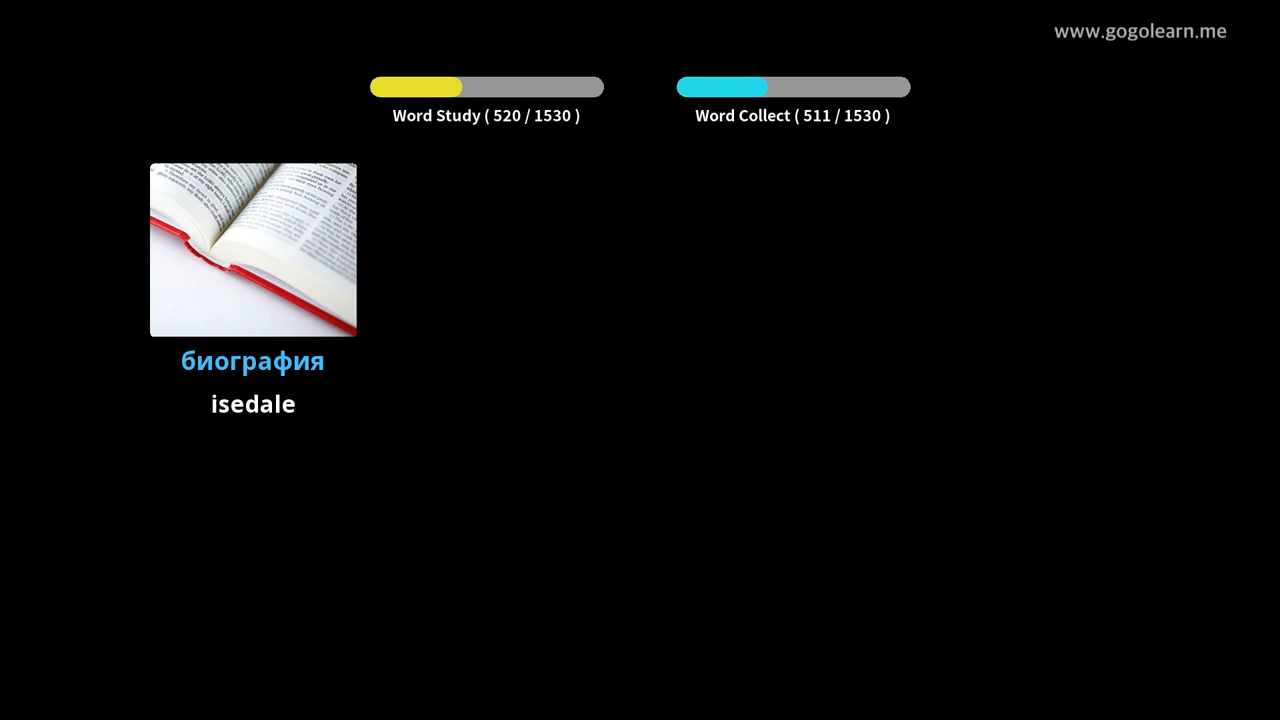 www.gogolearn.me
Word Study ( 520 / 1530 )
Word Collect ( 511 / 1530 )
биография
isedale